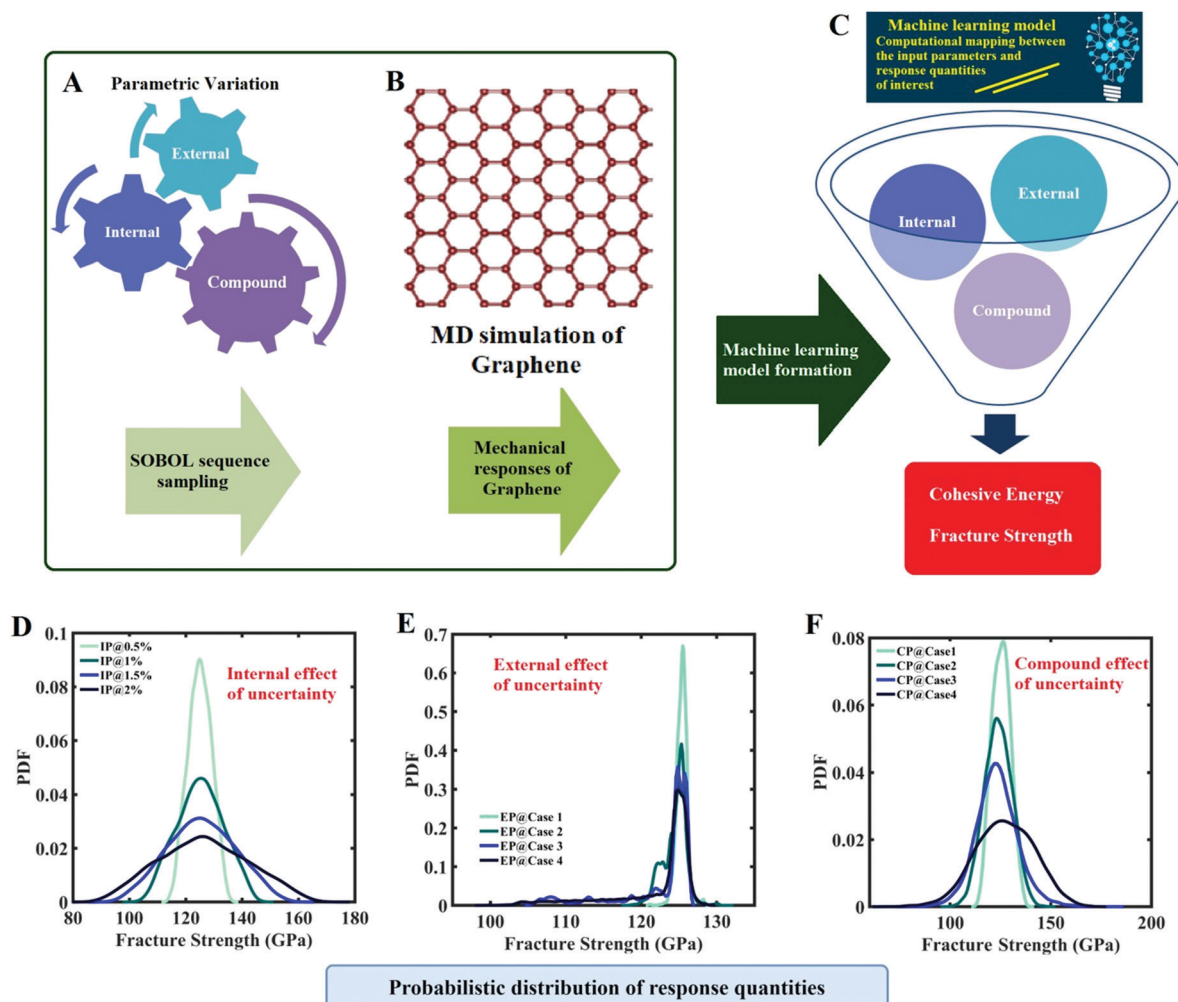 A
Parametric Variation
External
Internal
Compound
B
MD simulation of
Graphene
SOBOL sequence
sampling
Mechanical
responses of
Graphene
Machine learning
model formation
C
Machine learning model
Computational mapping between
the input parameters and
response quantities
of interest
Internal
External
Compound
Cohesive Energy
Fracture Strength
D
0.1
0.08
0.06
0.04
0.02
0
PDF
IP@0.5%
IP@1%
IP@1.5%
IP@2%
Internal effect
of uncertainty
80 100 120 140 160 180
Fracture Strength (GPa)
E
0.7
0.6
0.5
0.4
0.3
0.2
0.1
0
PDF
External effect
of uncertainty
EP@Case 1
EP@Case 2
EP@Case 3
EP@Case 4
100 110 120 130
Fracture Strength (GPa)
F
0.08
0.06
0.04
0.02
0
PDF
CP@Case1
CP@Case2
CP@Case3
CP@Case4
Compound effect
of uncertainty
100 150 200
Fracture Strength (GPa)
Probabilistic distribution of response quantities